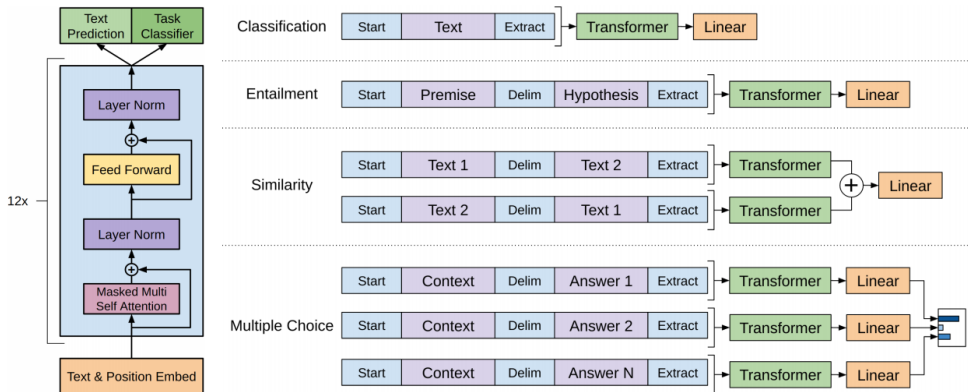 Text Prediction
Task Classifier
Layer Norm
Feed Forward
12x
Layer Norm
Masked Multi Self Attention
Text & Position Embed
Classification Start Text Extract Transformer Linear
Entailment Start Premise Delim Hypothesis Extract Transformer Linear
Similarity
Start Text 1 Delim Text 2 Extract Transformer
+ Linear
Start Text 2 Delim Text 1 Extract Transformer
Multiple Choice
Start Context Delim Answer 1 Extract Transformer Linear
Start Context Delim Answer 2 Extract Transformer Linear
Start Context Delim Answer N Extract Transformer Linear